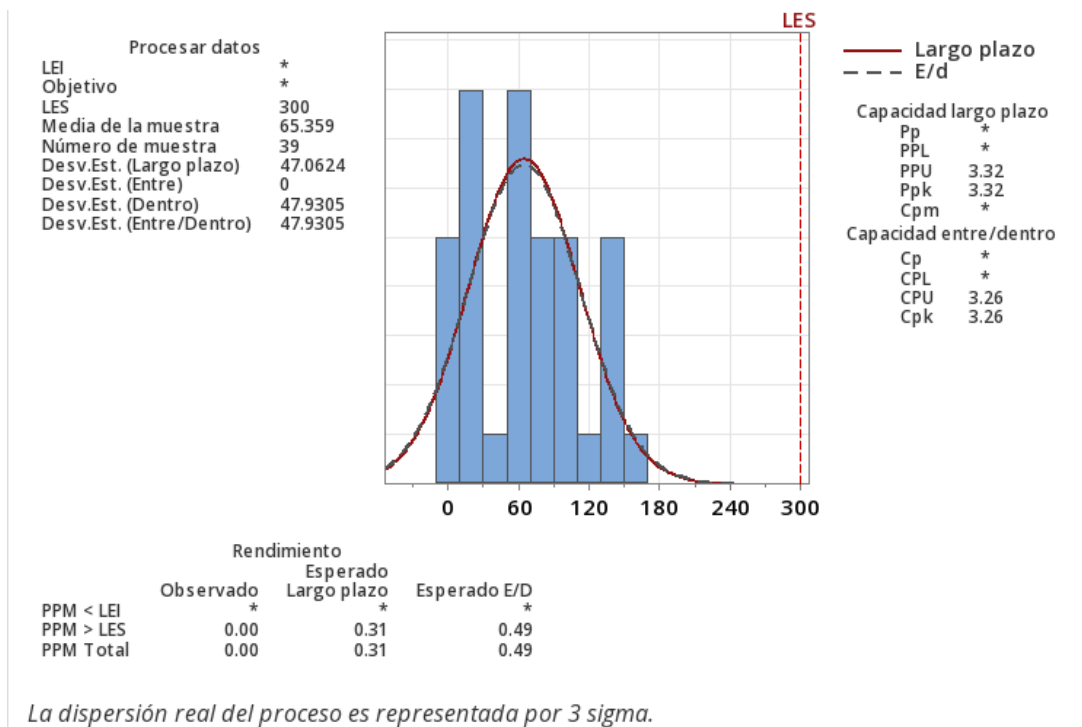 LES
Procesar datos
LEI *
Objetivo *
LES 300
Media de la muestra 65.359
Número de muestra 39
Desv.Est. (Largo plazo) 47.0624
Desv.Est. (Entre) 0
Desv.Est. (Dentro) 47.9305
Desv.Est. (Entre/Dentro) 47.9305
Largo plazo
E/d
Capacidad largo plazo
Pp *
PPL *
PPU 3.32
Ppk 3.32
Cpm *
Capacidad entre/dentro
Cp *
CPL *
CPU 3.26
Cpk 3.26
0 60 120 180 240 300
Rendimiento
Esperado
Observado Largo plazo Esperado E/D
PPM < LEI * * *
PPM > LES 0.00 0.31 0.49
PPM Total 0.00 0.31 0.49
La dispersión real del proceso es representada por 3 sigma.